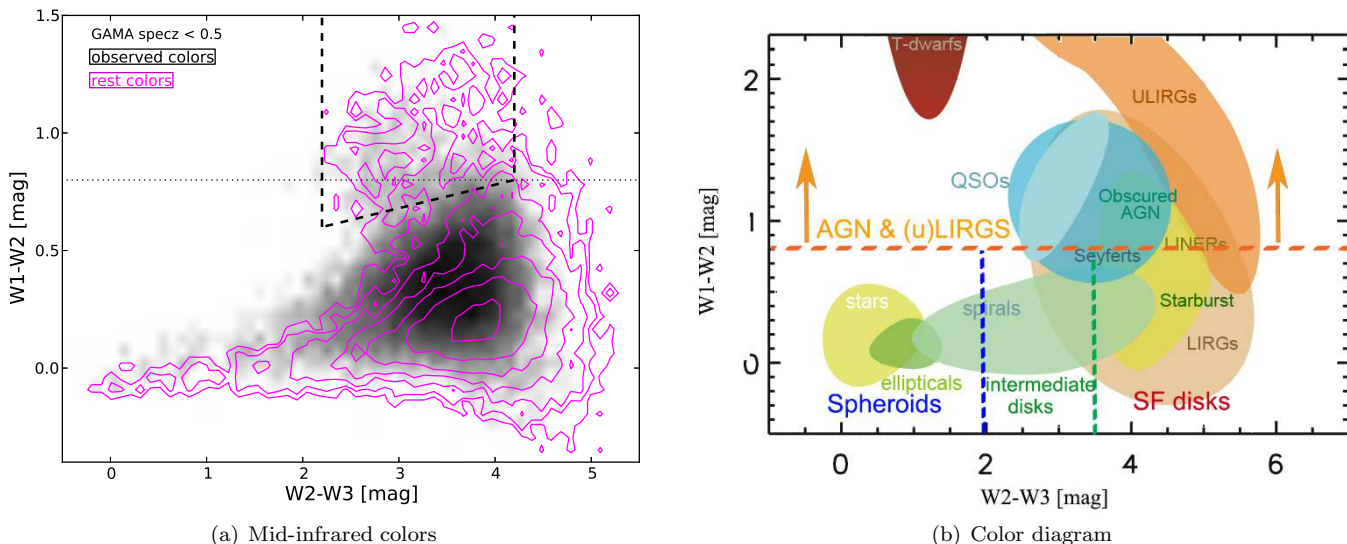 1.5
1.0
0.5
0.0
W1-W2 [mag]
GAMA specz < 0.5
observed colors
rest colors
0 1 2 3 4 5
W2-W3 [mag]
(a) Mid-infrared colors
2
1
0
W1-W2 [mag]
T-dwarfs
ULIRGs
QSOs
Obscured
AGN
AGN & (u)LIRGS
LINERs
Seyferts
stars
spirals
Starburst
LIRGs
ellipticals
intermediate
disks
Spheroids
SF disks
0 2 4 6
W2-W3 [mag]
(b) Color diagram